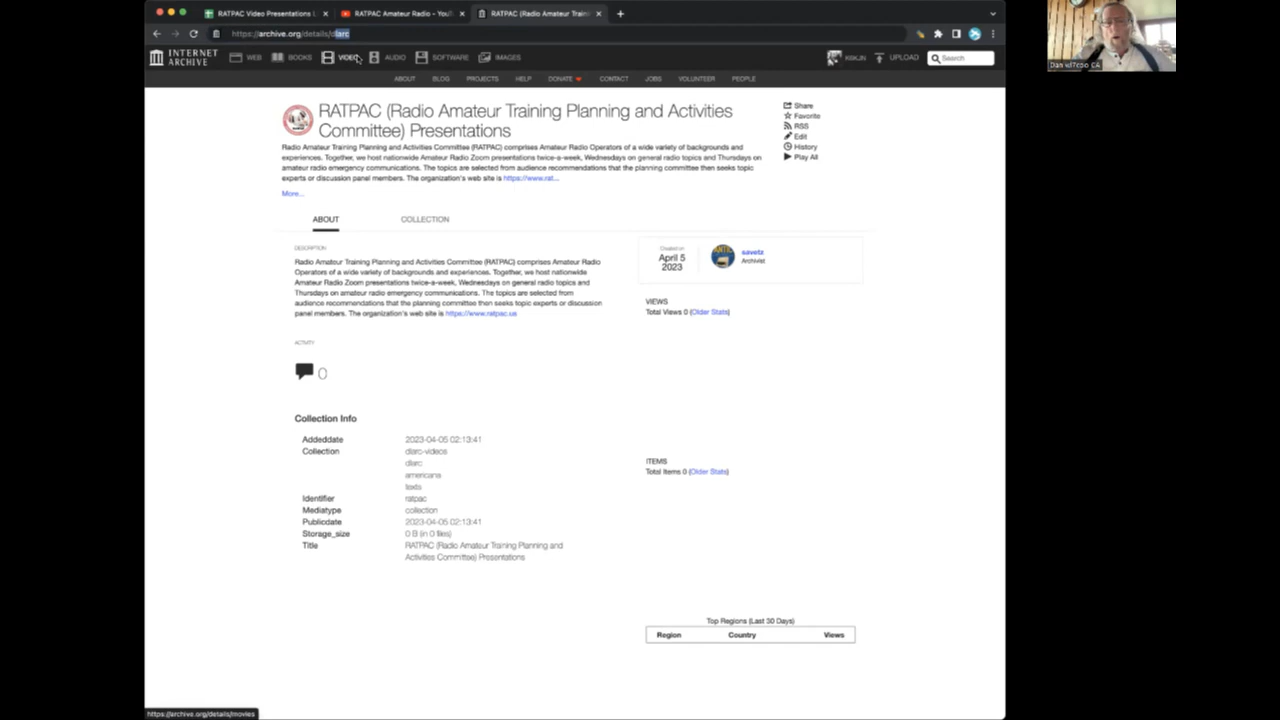 RATPAC Video Presentations
RATPAC Amateur Radio - YouT
RATPAC (Radio Amateur Train
https://archive.org/details/dlarc
INTERNET ARCHIVE
WEB
BOOKS
VIDEO
AUDIO
SOFTWARE
IMAGES
UPLOAD
Search
ABOUT
BLOG
PROJECTS
HELP
DONATE
CONTACT
JOBS
VOLUNTEER
PEOPLE
RATPAC (Radio Amateur Training Planning and Activities
Committee) Presentations
Radio Amateur Training Planning and Activities Committee (RATPAC) comprises Amateur Radio Operators of a wide variety of backgrounds and
experiences. Together, we host nationwide Amateur Radio Zoom presentations twice-a-week, Wednesdays on general radio topics and Thursdays on
amateur radio emergency communications. The topics are selected from audience recommendations that the planning committee then seeks topic
experts or discussion panel members. The organization's web site is https://www.rat...
More...
Share
Favorite
RSS
Edit
History
Play All
ABOUT
COLLECTION
DESCRIPTION
Radio Amateur Training Planning and Activities Committee (RATPAC) comprises Amateur Radio
Operators of a wide variety of backgrounds and experiences. Together, we host nationwide
Amateur Radio Zoom presentations twice-a-week, Wednesdays on general radio topics and
Thursdays on amateur radio emergency communications. The topics are selected from
audience recommendations that the planning committee then seeks topic experts or discussion
panel members. The organization's web site is https://www.ratpac.us
ACTIVITY
0
Created on
April 5
2023
savetz
Archivist
VIEWS
Total Views 0 (Older Stats)
Collection Info
Addeddate 2023-04-05 02:13:41
Collection dlarc-videos
dlarc
americana
texts
Identifier ratpac
Mediatype collection
Publicdate 2023-04-05 02:13:41
Storage_size 0 B (in 0 files)
Title RATPAC (Radio Amateur Training Planning and
Activities Committee) Presentations
ITEMS
Total Items 0 (Older Stats)
Top Regions (Last 30 Days)
Region Country Views
https://archive.org/details/movies